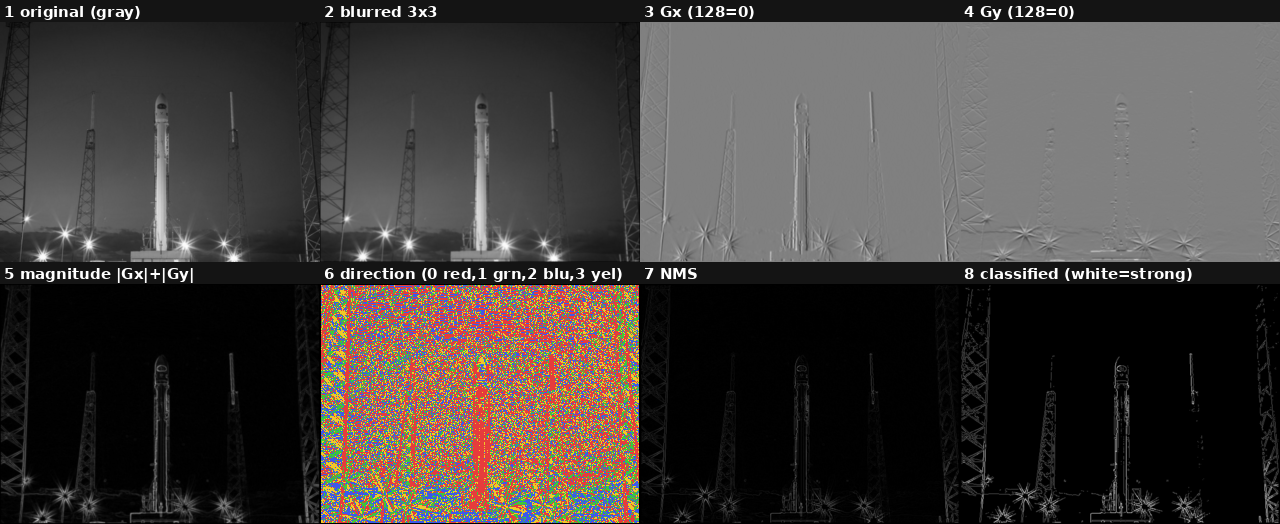 1 original (gray)
2 blurred 3x3
3 Gx (128=0)
4 Gy (128=0)
5 magnitude |Gx|+|Gy|
6 direction (0 red,1 grn,2 blu,3 yel)
7 NMS
8 classified (white=strong)